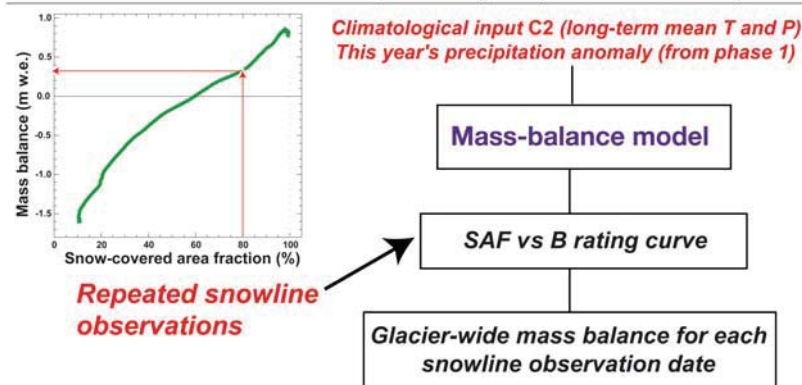 Climatological input C2 (long-term mean T and P)
This year's precipitation anomaly (from phase 1)
1.0
0.5
0.0
-0.5
-1.0
-1.5
Mass balance (m w.e.)
0 20 40 60 80 100
Snow-covered area fraction (%)
Mass-balance model
SAF vs B rating curve
Repeated snowline
observations
Glacier-wide mass balance for each
snowline observation date